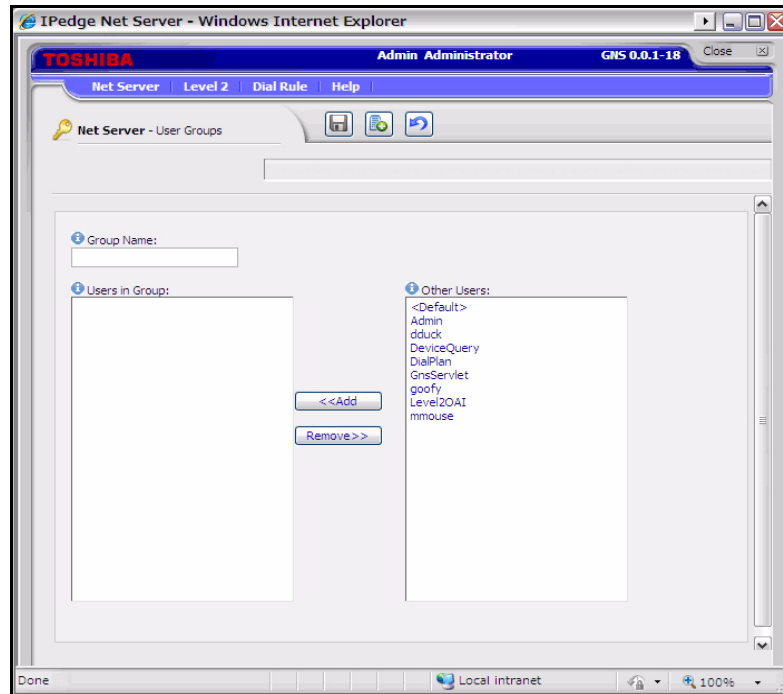 IPedge Net Server - Windows Internet Explorer
TOSHIBA
Admin Administrator
GNS 0.0.1-18
Close
Net Server | Level 2 | Dial Rule | Help |
Net Server - User Groups
Group Name:
Users in Group:
Other Users:
<Default>
Admin
dduck
DeviceQuery
DialPlan
GnsServlet
goofy
Level2OAI
mmouse
<<Add
Remove>>
Done
Local intranet
100%